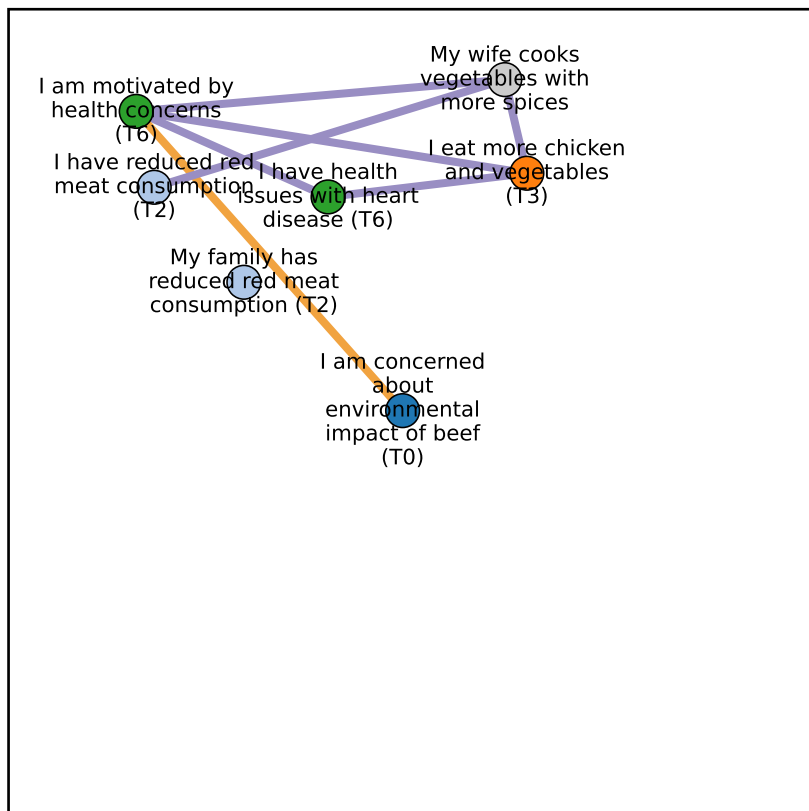 My wife cooks
vegetables with
more spices
I am motivated by
health concerns
(T6)
I eat more chicken
and vegetables
(T3)
I have reduced red
meat consumption
(T2)
I have health
issues with heart
disease (T6)
My family has
reduced red meat
consumption (T2)
I am concerned
about
environmental
impact of beef
(T0)